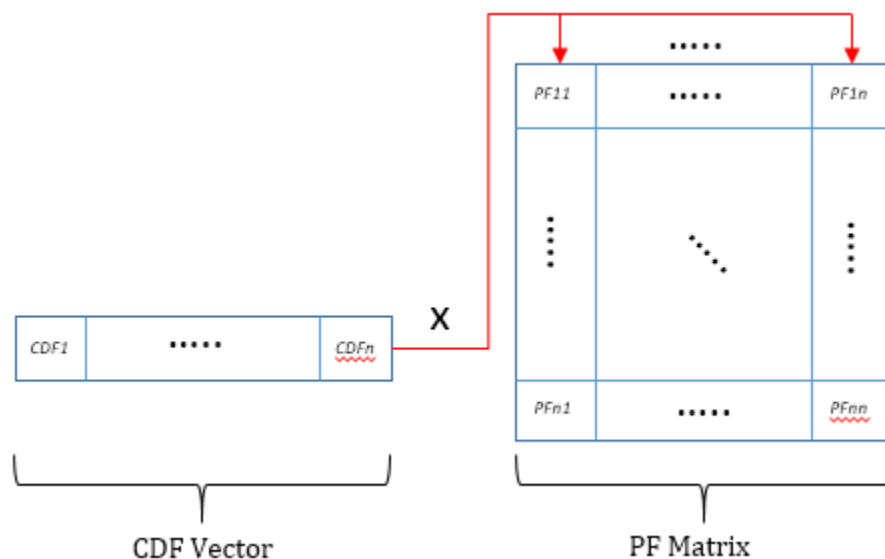 PF11 ..... PF1n
X
CDF1 ..... CDFn
PFn1 ..... PFnn
CDF Vector
PF Matrix